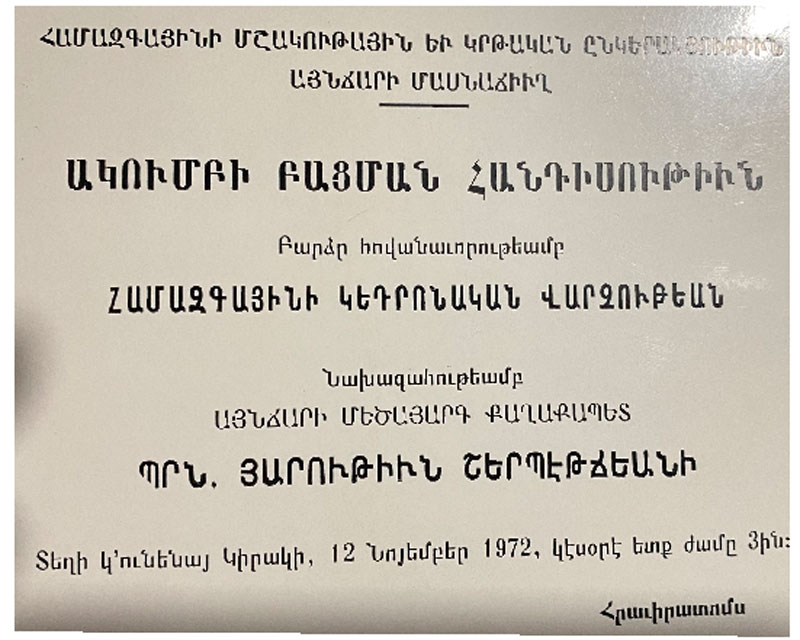 ՀԱՄԱԶԳԱՅԻՆԻ ՄՇԱԿՈՒԹԱՅԻՆ ԵՒ ԿՐԹԱԿԱՆ ԸՆԿԵՐԱԿՑՈՒԹԻՒՆ
ԱՅՆՃԱՐԻ ՄԱՍՆԱՃԻՒՂ
ԱԿՈՒՄԲԻ ԲԱՑՄԱՆ ՀԱՆԴԻՍՈՒԹԻՒՆ
Բարձր հովանաւորութեամբ
ՀԱՄԱԶԳԱՅԻՆԻ ԿԵԴՐՈՆԱԿԱՆ ՎԱՐՉՈՒԹԵԱՆ
Նախագահութեամբ
ԱՅՆՃԱՐԻ ՄԵԾԱՅԱՐԳ ՔԱՂԱՔԱՊԵՏ
ՊՐՆ. ՅԱՐՈՒԹԻՒՆ ՇԵՐՊԷԹՃԵԱՆԻ
Տեղի կ՚ունենայ Կիրակի, 12 Նոյեմբեր 1972, կէսօրէ ետք ժամը 3ին:
Հրաւիրատոմս